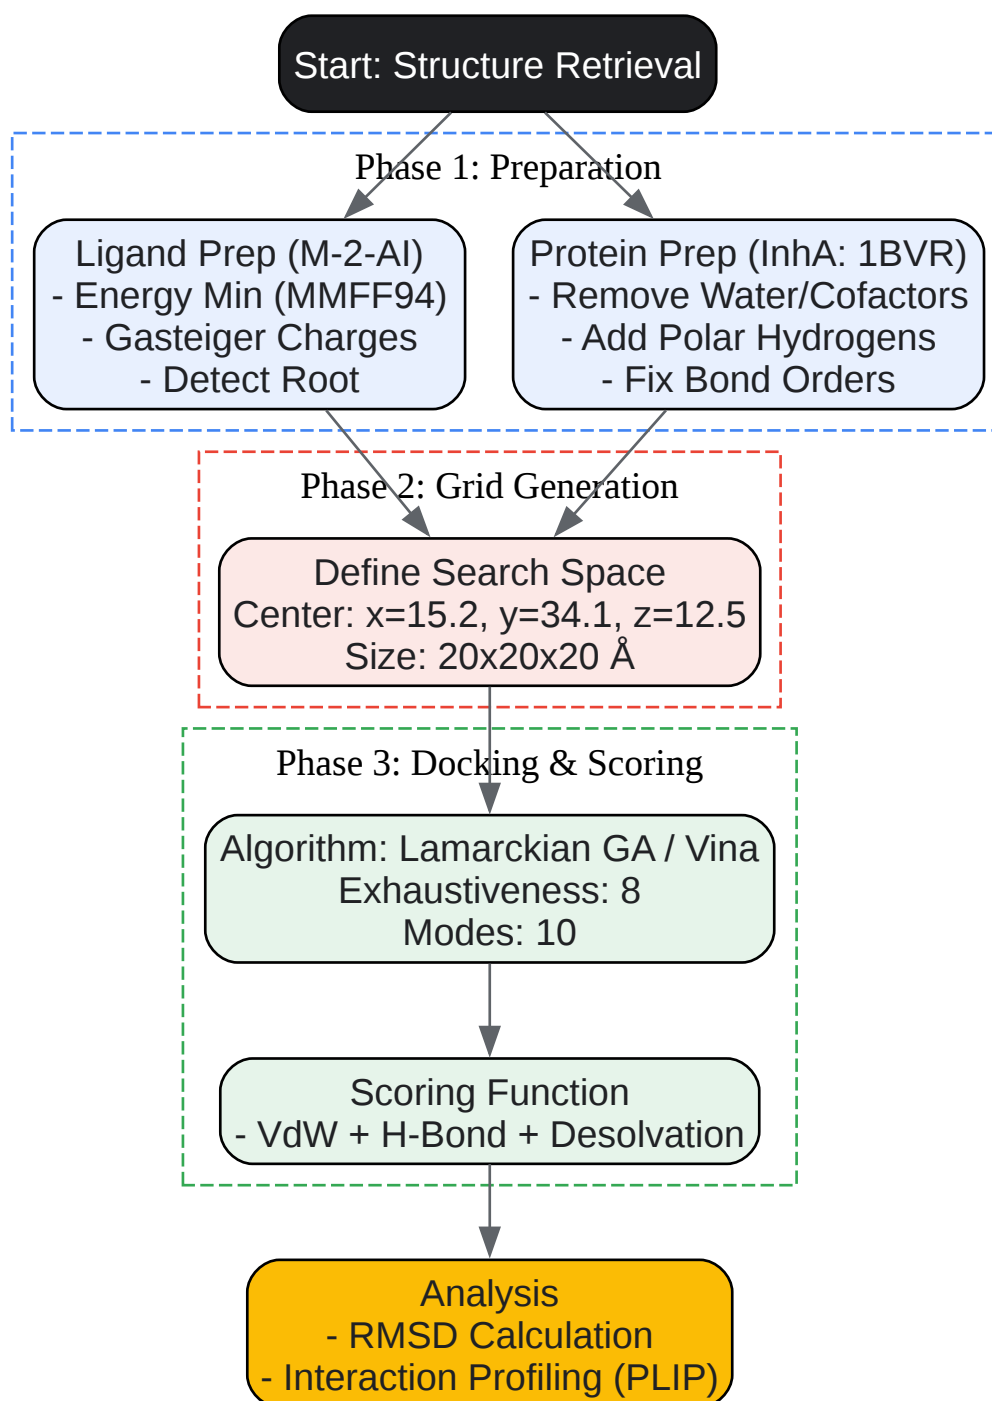 Start: Structure Retrieval
Phase 1: Preparation
Ligand Prep (M-2-AI)
- Energy Min (MMFF94)
- Gasteiger Charges
- Detect Root
Protein Prep (InhA: 1BVR)
- Remove Water/Cofactors
- Add Polar Hydrogens
- Fix Bond Orders
Phase 2: Grid Generation
Define Search Space
Center: x=15.2, y=34.1, z=12.5
Size: 20x20x20 Å
Phase 3: Docking & Scoring
Algorithm: Lamarckian GA / Vina
Exhaustiveness: 8
Modes: 10
Scoring Function
- VdW + H-Bond + Desolvation
Analysis
- RMSD Calculation
- Interaction Profiling (PLIP)